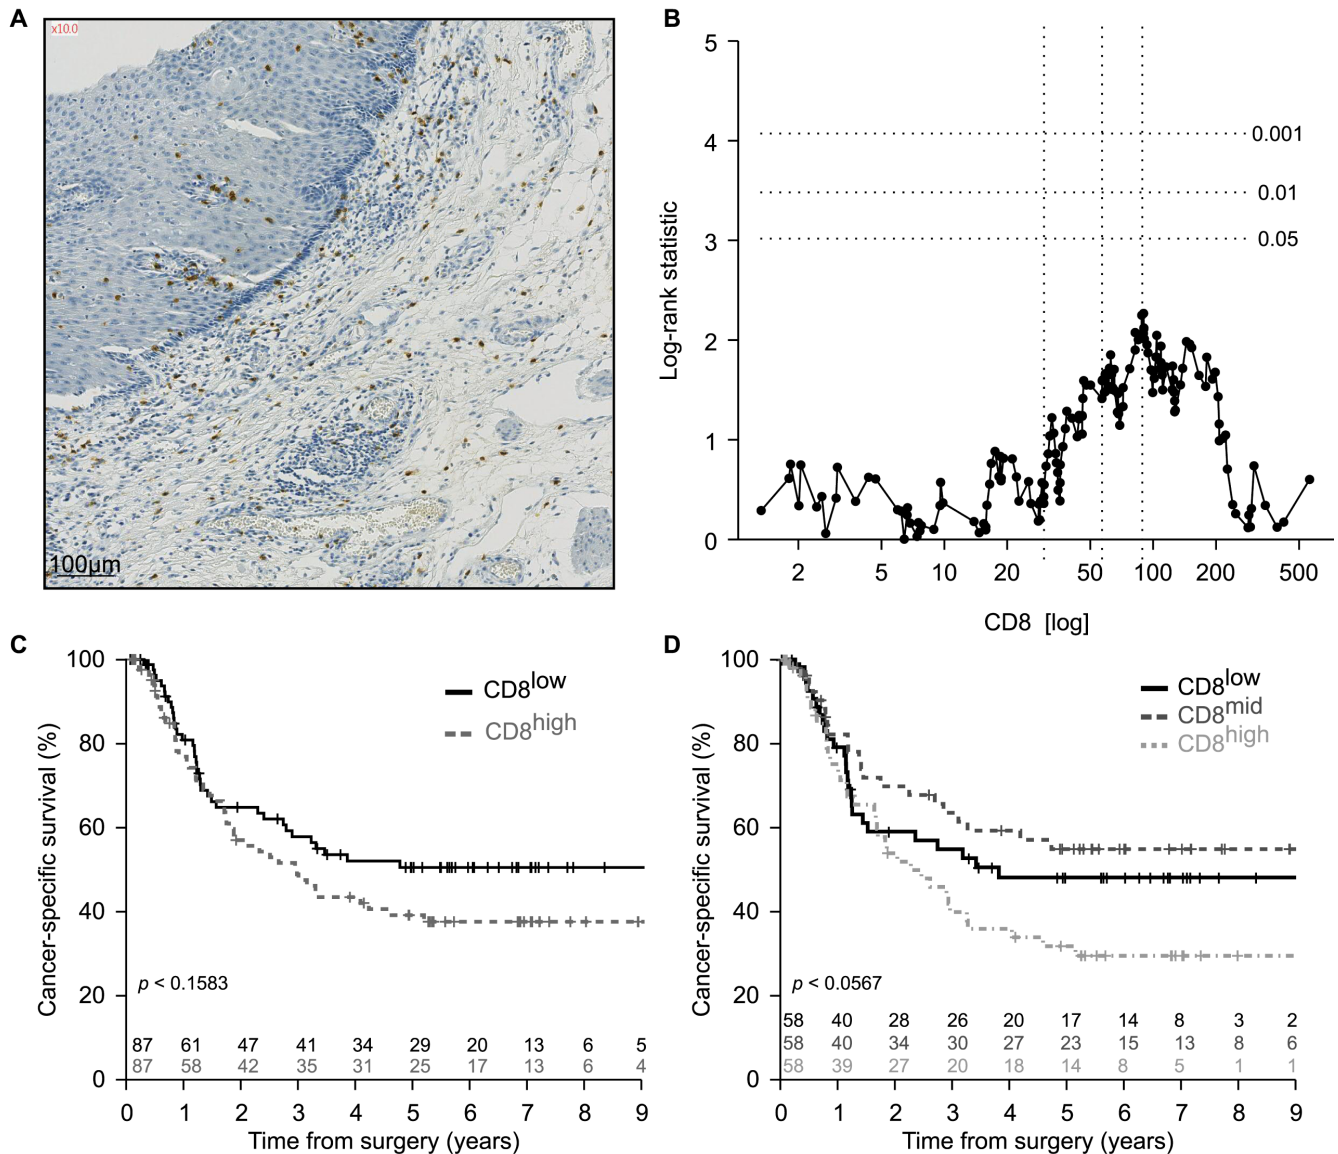 A
x10.0
100µm
B
5
4
3
2
1
0
Log-rank statistic
0.001
0.01
0.05
2 5 10 20 50 100 200 500
CD8 [log]
C
100
80
60
40
20
0
Cancer-specific survival (%)
CD8low
CD8high
p < 0.1583
87 61 47 41 34 29 20 13 6 5
87 58 42 35 31 25 17 13 6 4
0 1 2 3 4 5 6 7 8 9
Time from surgery (years)
D
100
80
60
40
20
0
Cancer-specific survival (%)
CD8low
CD8mid
CD8high
p < 0.0567
58 40 28 26 20 17 14 8 3 2
58 40 34 30 27 23 15 13 8 6
58 39 27 20 18 14 8 5 1 1
0 1 2 3 4 5 6 7 8 9
Time from surgery (years)